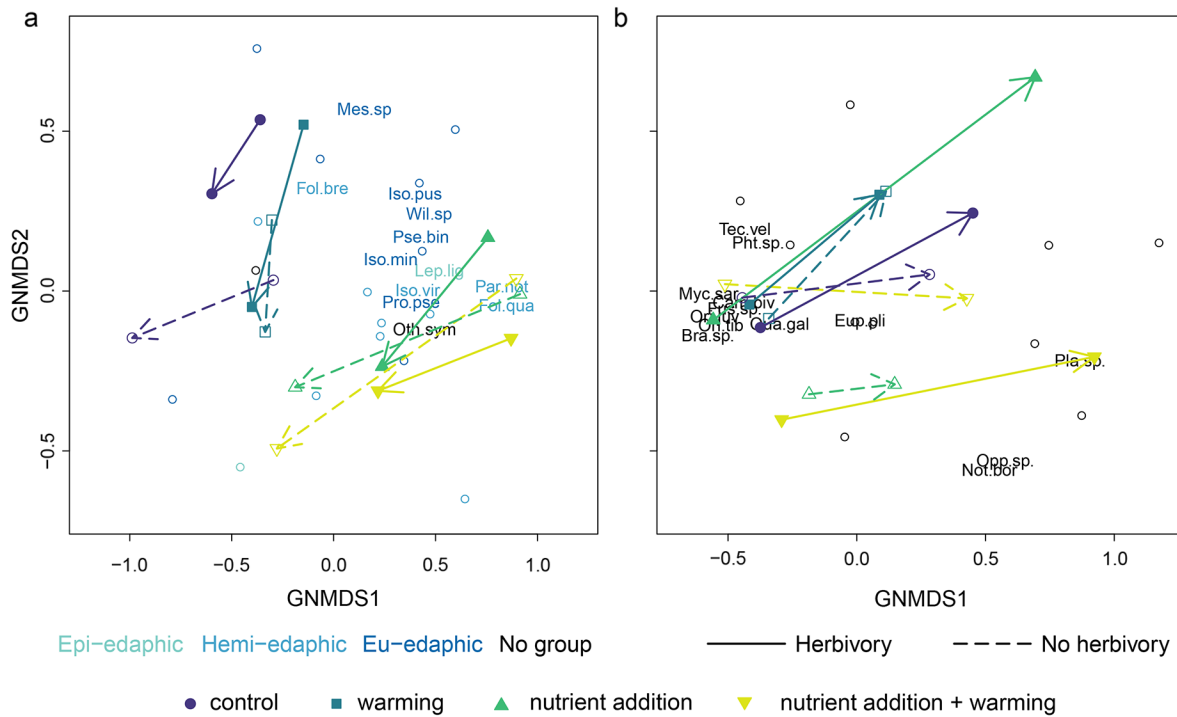 a
b
GNMDS2
0.5
0.0
−0.5
Mes.sp
Fol.bre
Iso.pus
Wil.sp
Pse.bin
Iso.min
Lep.lig
Iso.vir
Par.not
Pro.pse
Fol.qua
Oth.sym
−1.0
−0.5
0.0
0.5
1.0
GNMDS1
Tec.vel
Pht.sp.
Myc.sar
Qua.gal
Bra.sp.
Eup.pli
Pla.sp.
Opp.sp.
Not.bor
−0.5
0.0
0.5
1.0
GNMDS1
Epi−edaphic Hemi−edaphic Eu−edaphic No group
Herbivory No herbivory
control warming nutrient addition nutrient addition + warming